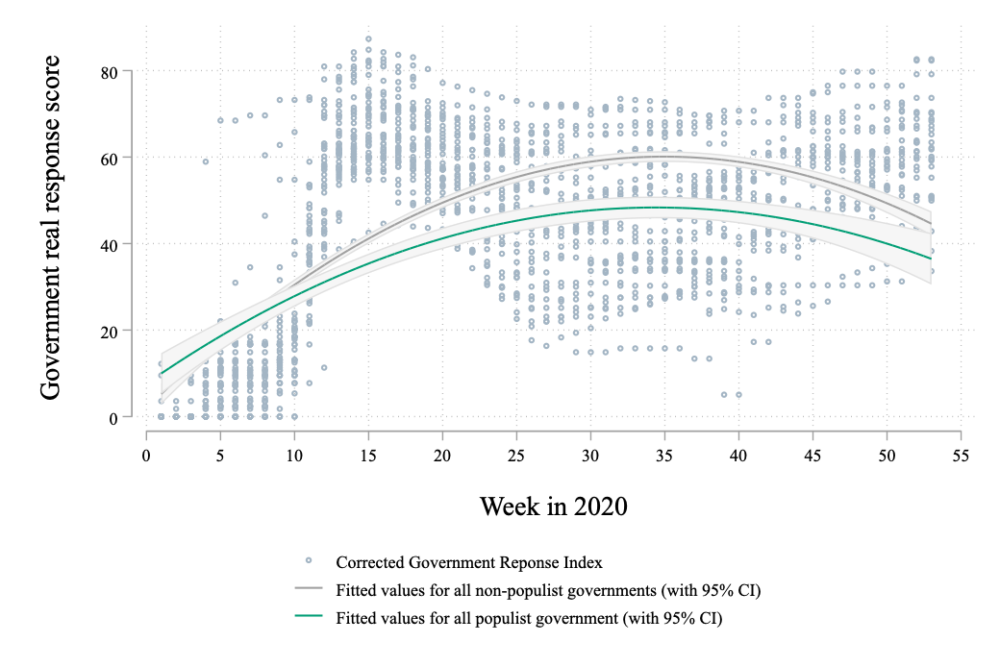 Government real response score
80
60
40
20
0
0 5 10 15 20 25 30 35 40 45 50 55
Week in 2020
Corrected Government Reponse Index
Fitted values for all non-populist governments (with 95% CI)
Fitted values for all populist government (with 95% CI)